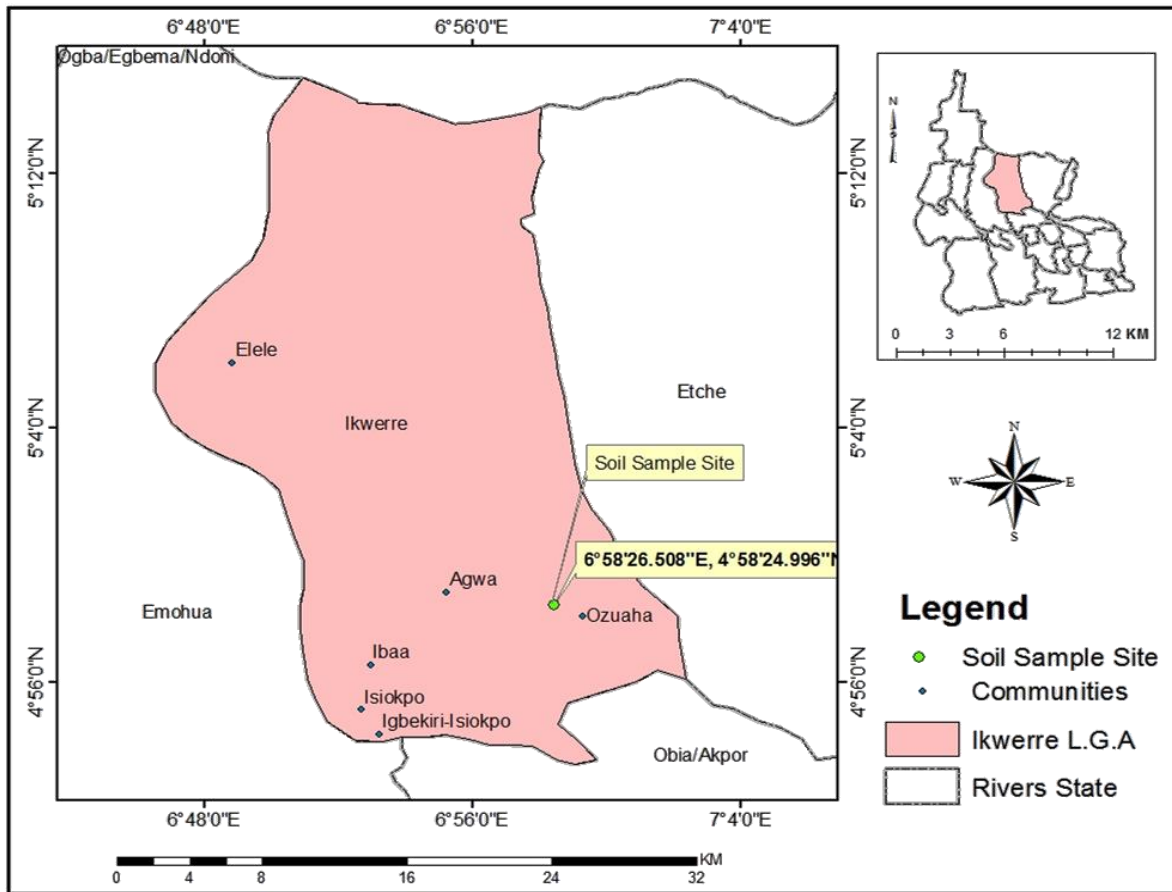 6°48'0"E 6°56'0"E 7°4'0"E
Ogba/Egbema/Ndoni
5°12'0"N 5°12'0"N
Elele
Ikwerre
Etche
5°4'0"N 5°4'0"N
Soil Sample Site
6°58'26.508"E, 4°58'24.996"N
Agwa
Emohua
Ozuaha
Ibaa
4°56'0"N 4°56'0"N
Isiokpo
Igbekiri-Isiokpo
Obia/Akpor
6°48'0"E 6°56'0"E 7°4'0"E
KM
0 4 8 16 24 32
N
0 3 6 12 KM
N
W E
S
Legend
Soil Sample Site
Communities
Ikwerre L.G.A
Rivers State